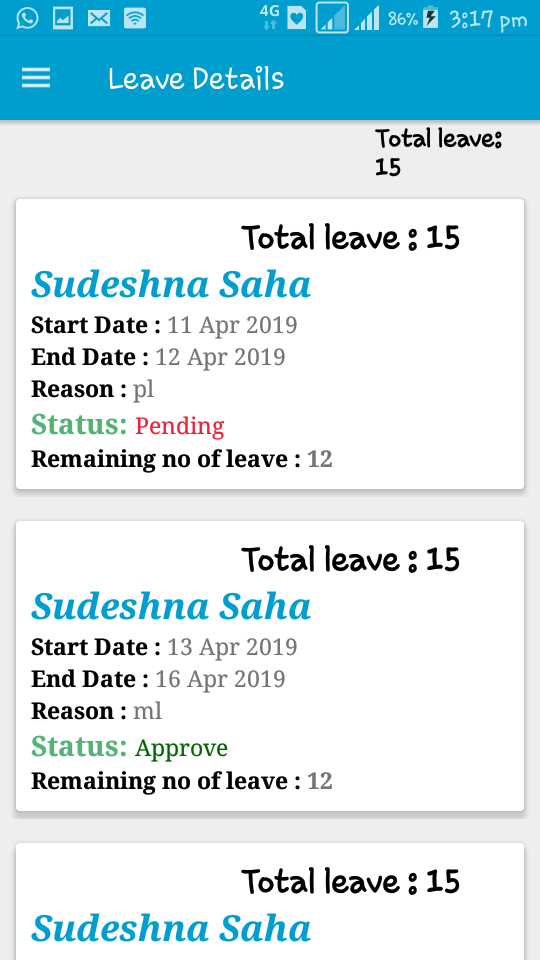 4G 86% 3:17 pm
Leave Details
Total leave:
15
Total leave : 15
Sudeshna Saha
Start Date : 11 Apr 2019
End Date : 12 Apr 2019
Reason : pl
Status: Pending
Remaining no of leave : 12
Total leave : 15
Sudeshna Saha
Start Date : 13 Apr 2019
End Date : 16 Apr 2019
Reason : ml
Status: Approve
Remaining no of leave : 12
Total leave : 15
Sudeshna Saha